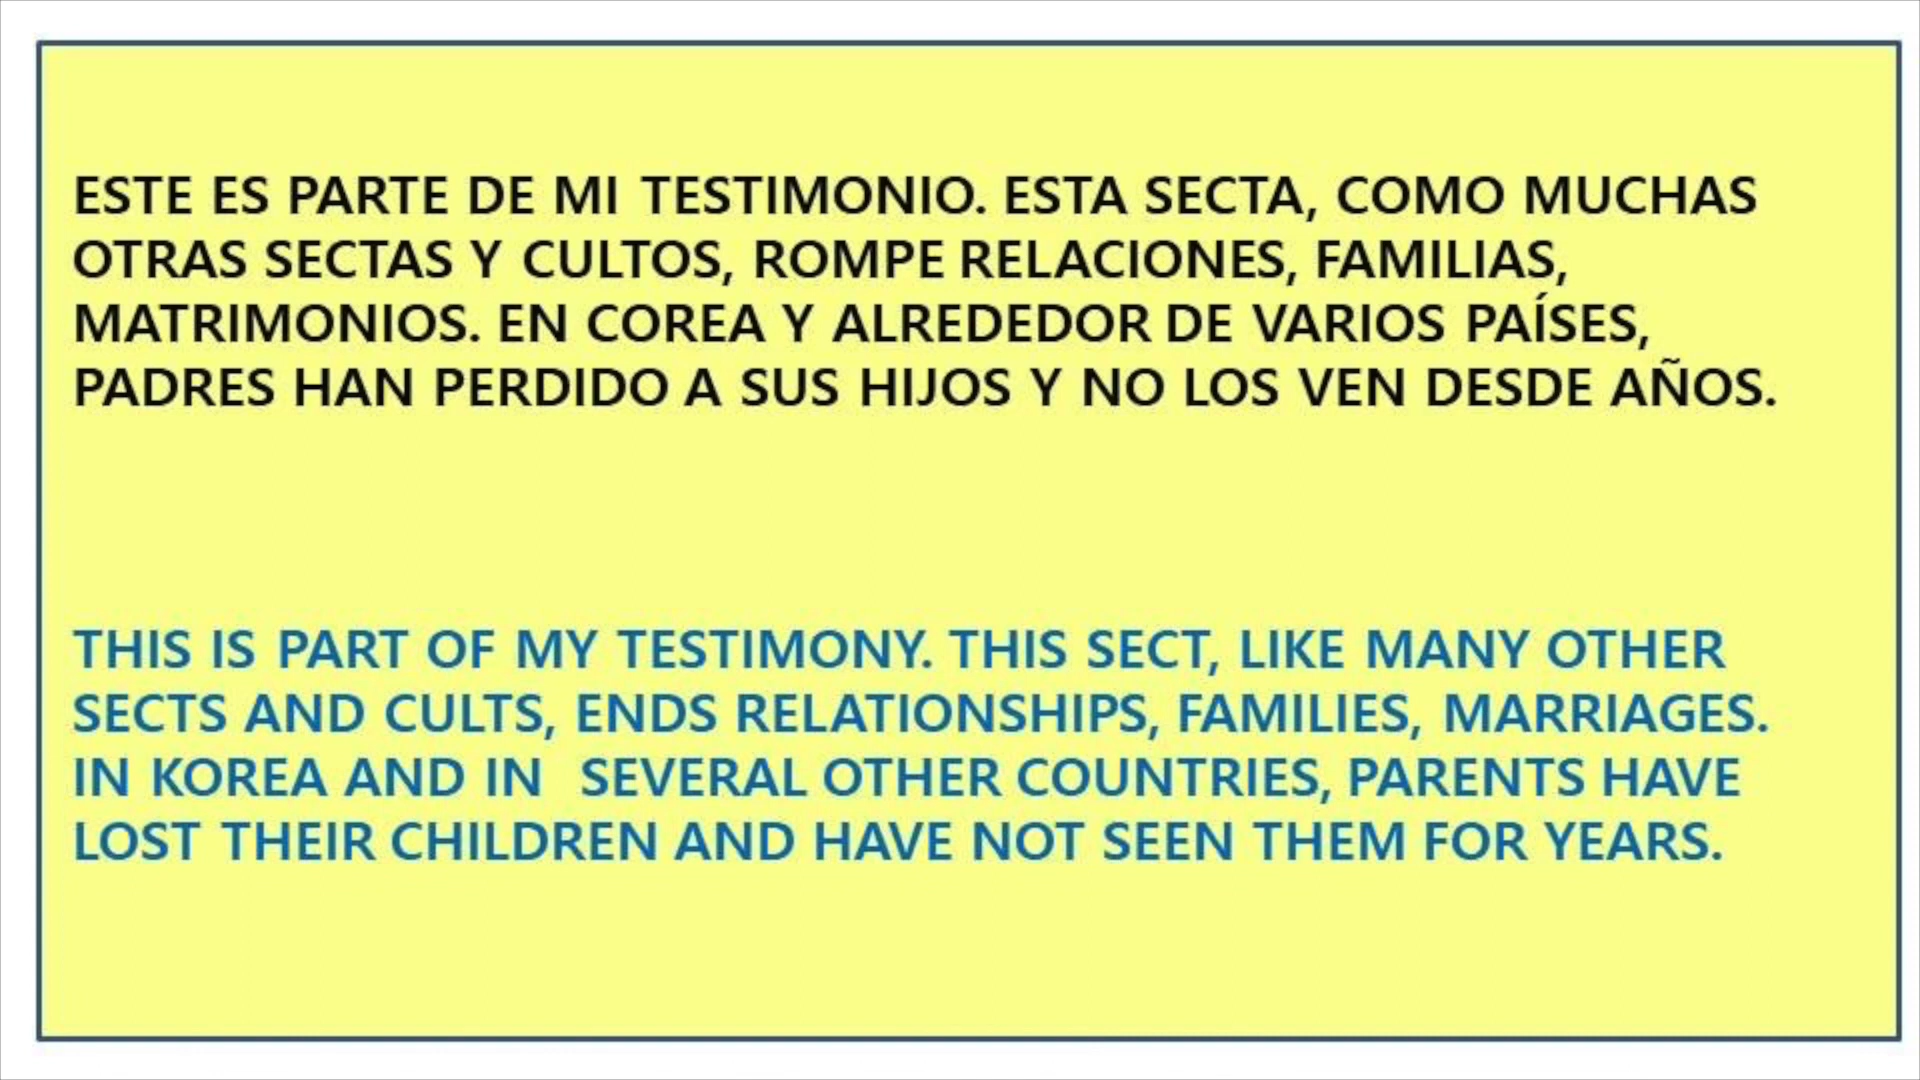 ESTE ES PARTE DE MI TESTIMONIO. ESTA SECTA, COMO MUCHAS
OTRAS SECTAS Y CULTOS, ROMPE RELACIONES, FAMILIAS,
MATRIMONIOS. EN COREA Y ALREDEDOR DE VARIOS PAÍSES,
PADRES HAN PERDIDO A SUS HIJOS Y NO LOS VEN DESDE AÑOS.
THIS IS PART OF MY TESTIMONY. THIS SECT, LIKE MANY OTHER
SECTS AND CULTS, ENDS RELATIONSHIPS, FAMILIES, MARRIAGES.
IN KOREA AND IN SEVERAL OTHER COUNTRIES, PARENTS HAVE
LOST THEIR CHILDREN AND HAVE NOT SEEN THEM FOR YEARS.